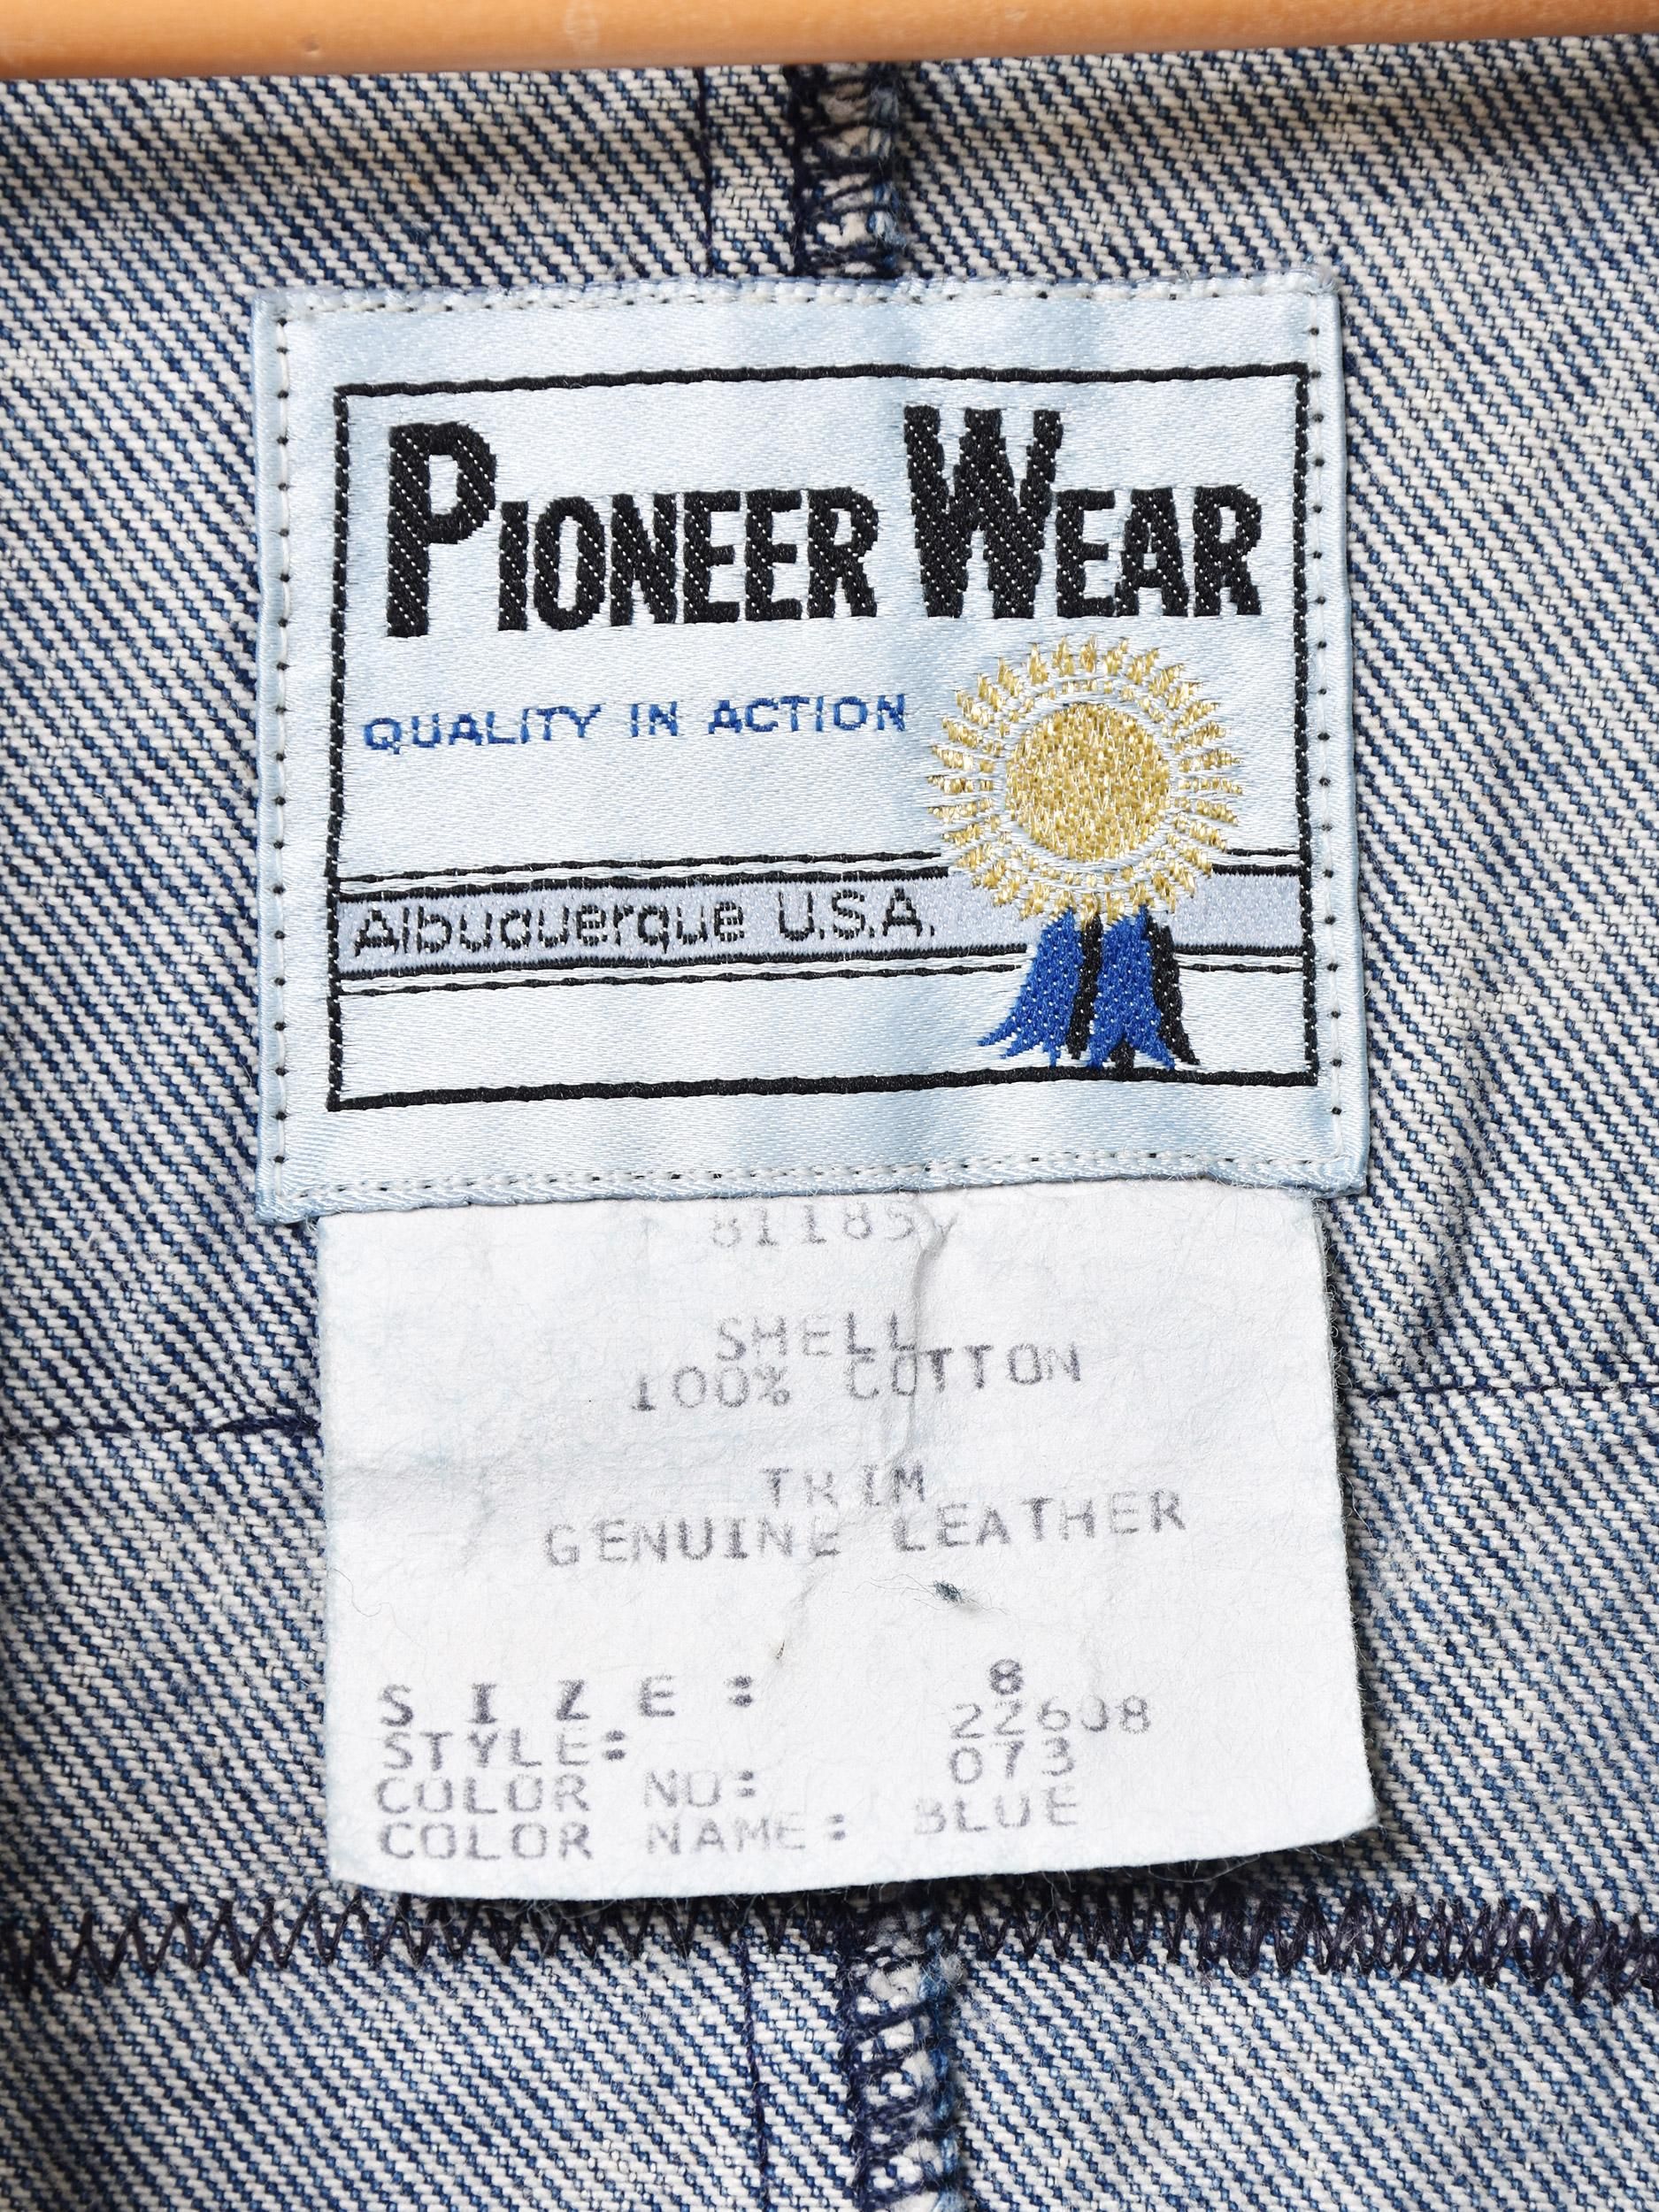 PIONEER WEAR
QUALITY IN ACTION
Albuquerque U.S.A.
SHELL
100% COTTON
TRIM
GENUINE LEATHER
SIZE: 8
STYLE: 22608
COLOR NO: 073
COLOR NAME: BLUE